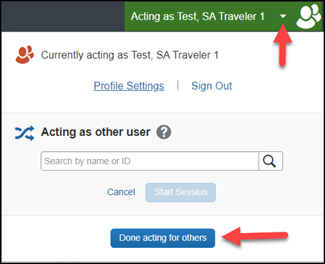 Acting as Test, SA Traveler 1
Currently acting as Test, SA Traveler 1
Profile Settings | Sign Out
Acting as other user ?
Search by name or ID
Cancel Start Session
Done acting for others